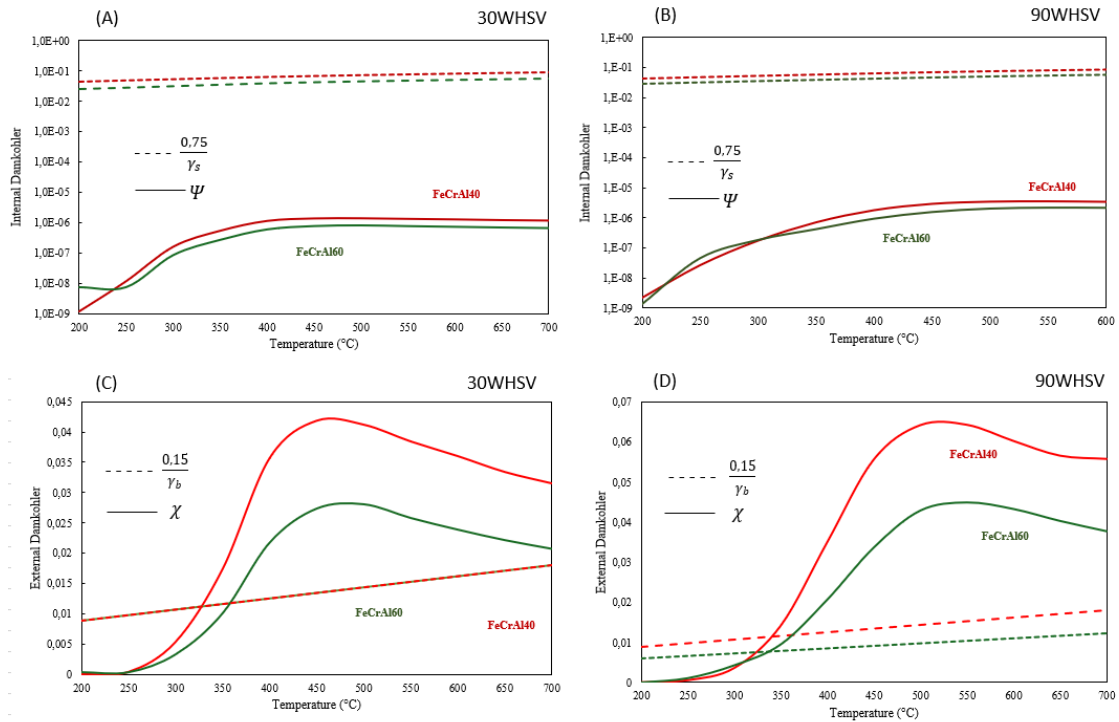 (A)
30WHSV
1,0E+00
1,0E-01
1,0E-02
1,0E-03
1,0E-04
1,0E-05
1,0E-06
1,0E-07
1,0E-08
1,0E-09
Internal Damkohler
0,75
γs
Ψ
FeCrAl40
FeCrAl60
200 250 300 350 400 450 500 550 600 650 700
Temperature (°C)
(B)
90WHSV
1,E+00
1,E-01
1,E-02
1,E-03
1,E-04
1,E-05
1,E-06
1,E-07
1,E-08
1,E-09
Internal Damkohler
0,75
γs
Ψ
FeCrAl40
FeCrAl60
200 250 300 350 400 450 500 550 600
Temperature (°C)
(C)
30WHSV
0,045
0,04
0,035
0,03
0,025
0,02
0,015
0,01
0,005
0
External Damkohler
0,15
γb
χ
FeCrAl60
FeCrAl40
200 250 300 350 400 450 500 550 600 650 700
Temperature (°C)
(D)
90WHSV
0,07
0,06
0,05
0,04
0,03
0,02
0,01
0,00
External Damkohler
0,15
γb
χ
FeCrAl40
FeCrAl60
200 250 300 350 400 450 500 550 600 650 700
Temperature (°C)